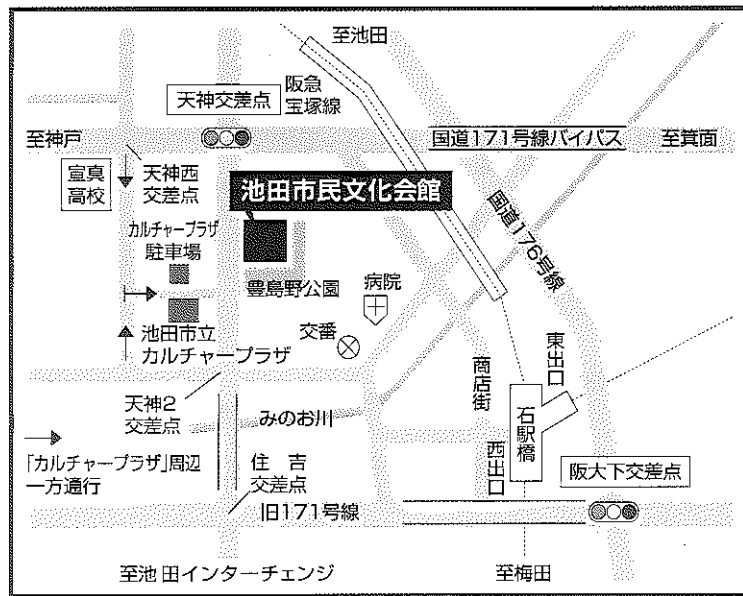 至池田
天神交差点
阪急
宝塚線
至神戸
国道171号線バイパス
至箕面
宣真
高校
天神西
交差点
池田市民文化会館
国道176号線
カルチャープラザ
駐車場
豊島野公園
病院
交番
池田市立
カルチャープラザ
商店街
東出口
天神2
交差点
みのお川
石駅橋
「カルチャープラザ」周辺
一方通行
住吉
交差点
西出口
阪大下交差点
旧171号線
至池田インターチェンジ
至梅田